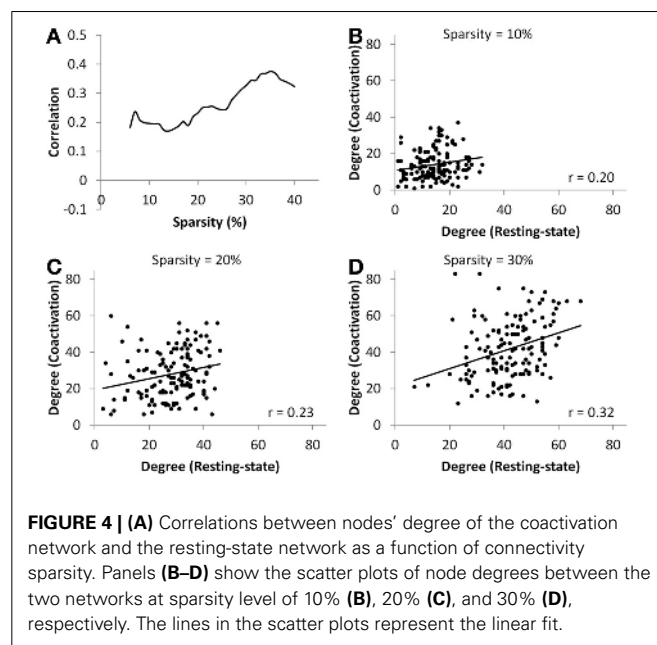 A
0.5
0.4
0.3
0.2
0.1
0
-0.1
Correlation
0 10 20 30 40
Sparsity (%)
B
Sparsity = 10%
80
60
40
20
0
Degree (Coactivation)
r = 0.20
0 20 40 60 80
Degree (Resting-state)
C
Sparsity = 20%
80
60
40
20
0
Degree (Coactivation)
r = 0.23
0 20 40 60 80
Degree (Resting-state)
D
Sparsity = 30%
80
60
40
20
0
Degree (Coactivation)
r = 0.32
0 20 40 60 80
Degree (Resting-state)
FIGURE 4 | (A) Correlations between nodes' degree of the coactivation
network and the resting-state network as a function of connectivity
sparsity. Panels (B–D) show the scatter plots of node degrees between the
two networks at sparsity level of 10% (B), 20% (C), and 30% (D),
respectively. The lines in the scatter plots represent the linear fit.